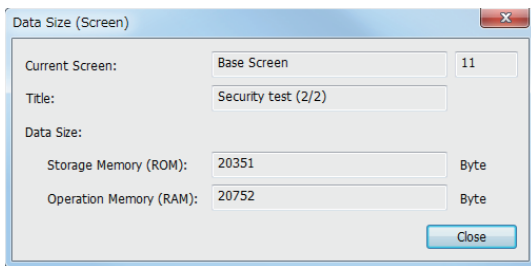 Data Size (Screen)
Current Screen: Base Screen 11
Title: Security test (2/2)
Data Size:
Storage Memory (ROM): 20351 Byte
Operation Memory (RAM): 20752 Byte
Close